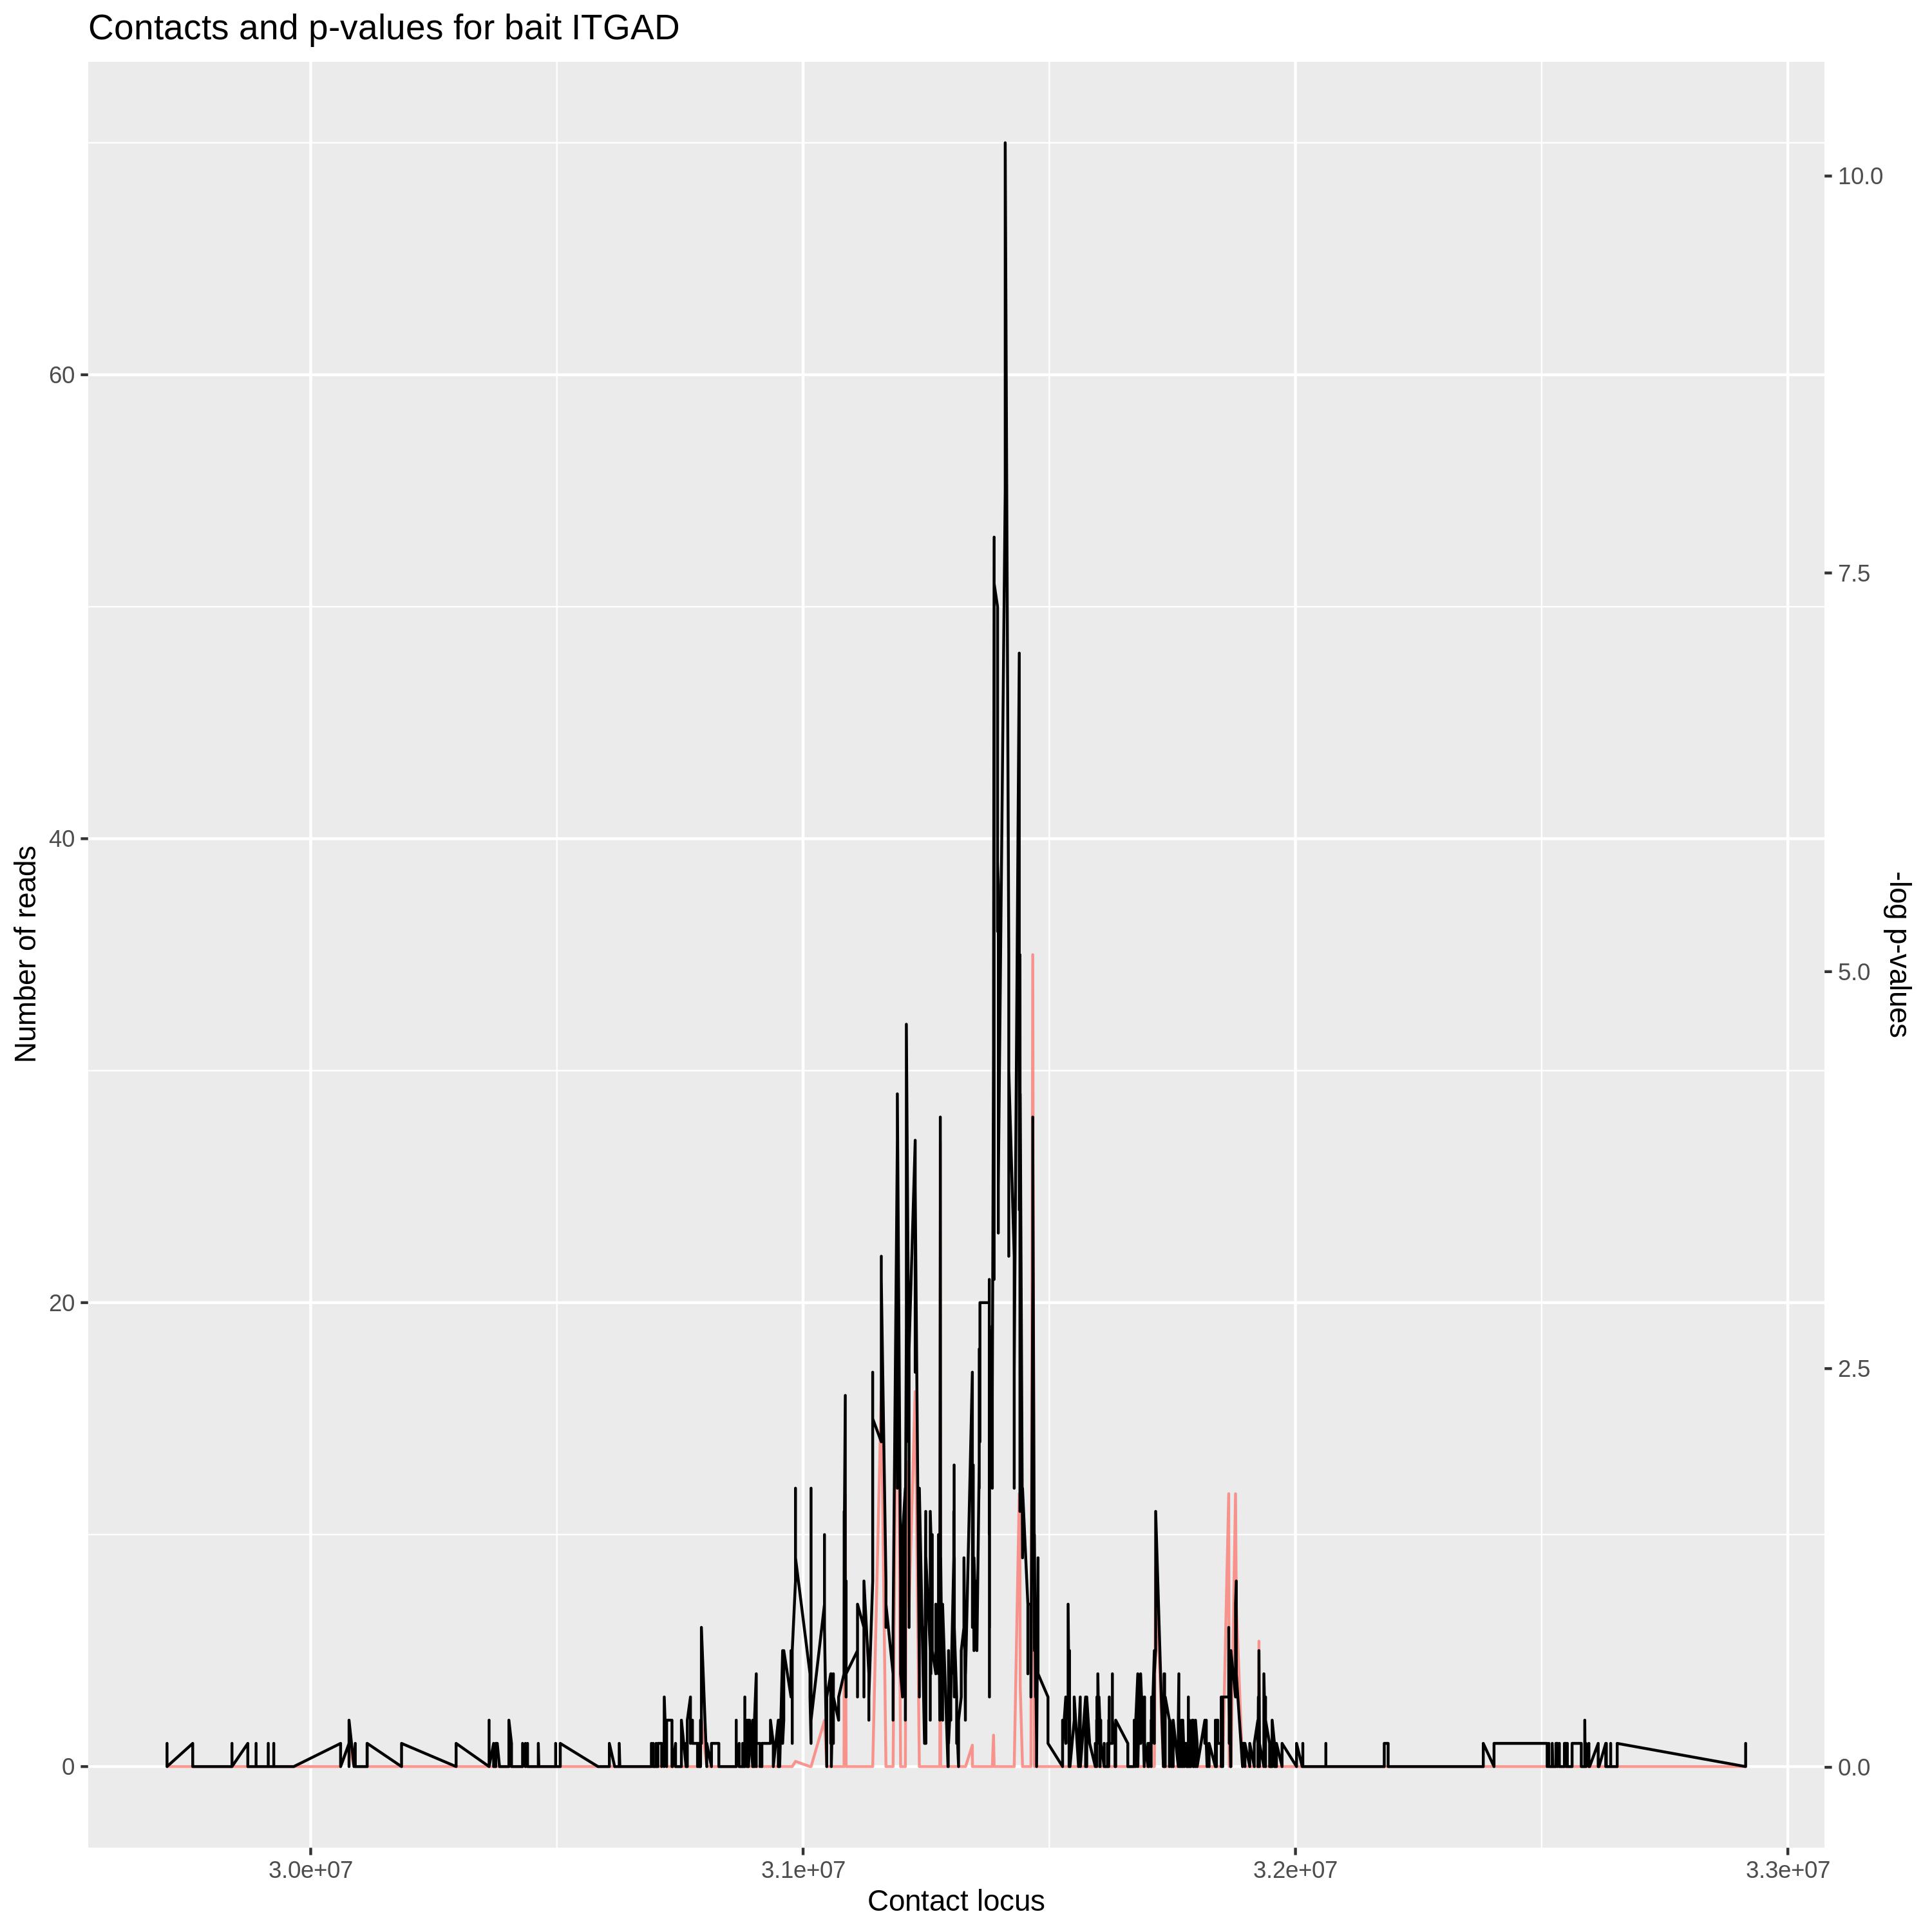 Contacts and p-values for bait ITGAD
Number of reads
60
40
20
0
10.0
7.5
5.0
2.5
0.0
-log p-values
3.0e+07
3.1e+07
3.2e+07
3.3e+07
Contact locus